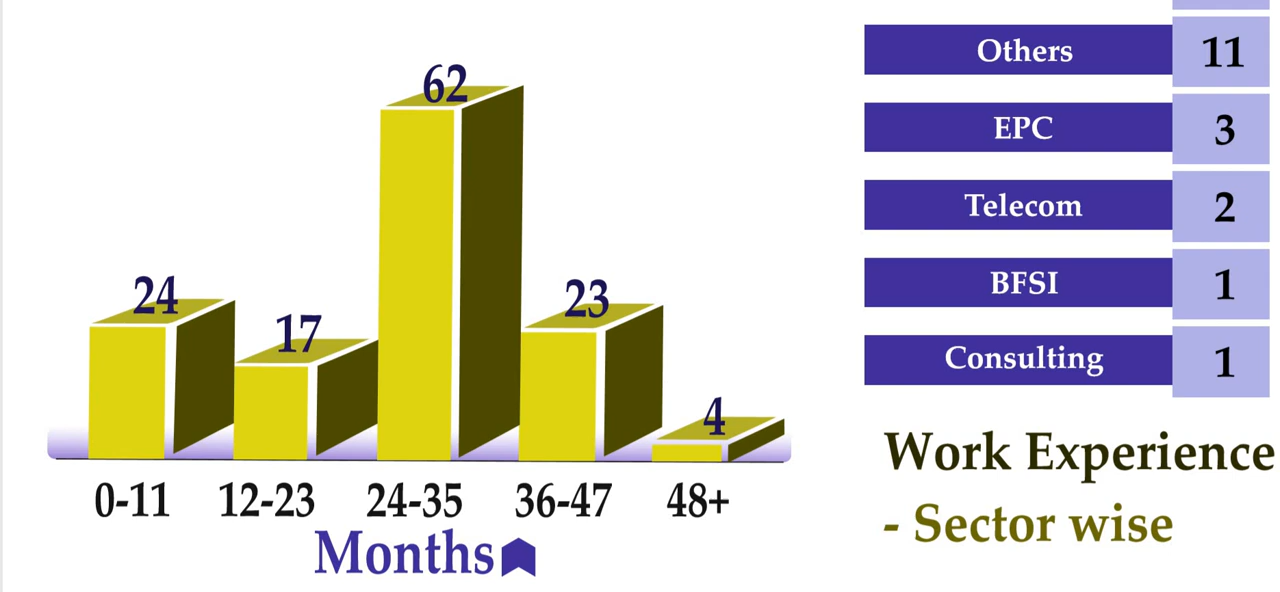 62
24
23
17
4
0-11 12-23 24-35 36-47 48+
Months
Others 11
EPC 3
Telecom 2
BFSI 1
Consulting 1
Work Experience
- Sector wise